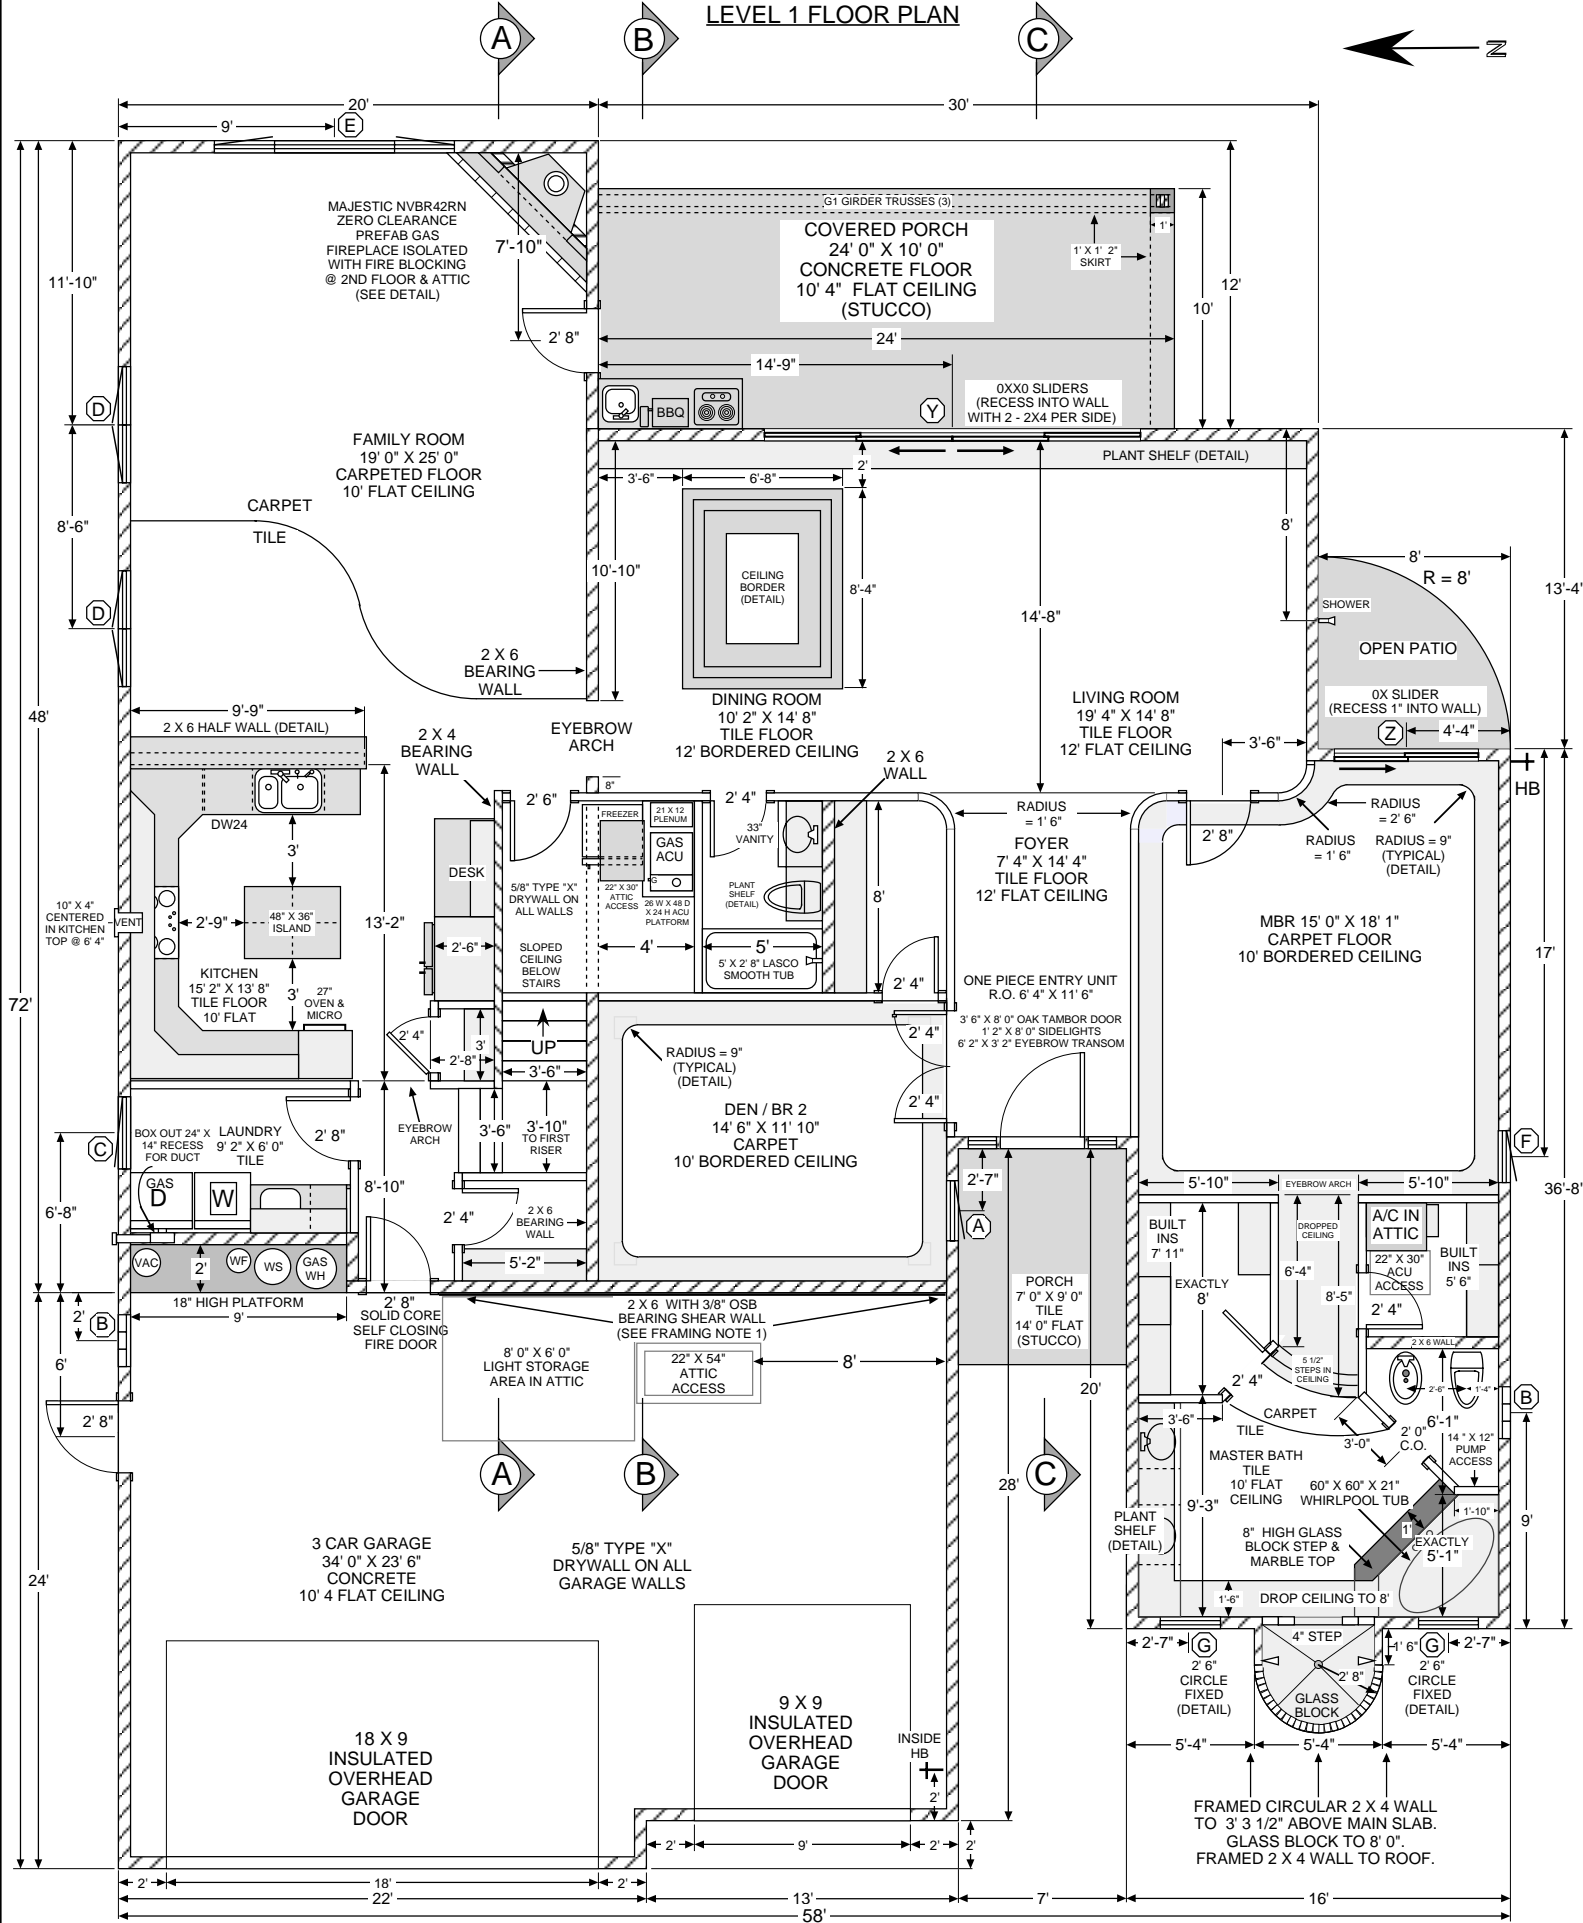 LEVEL 1 FLOOR PLAN
A
B
C
N
20'
30'
9'
E
MAJESTIC NVBR42RN
ZERO CLEARANCE
PREFAB GAS
FIREPLACE ISOLATED
WITH FIRE BLOCKING
@ 2ND FLOOR & ATTIC
(SEE DETAIL)
7'-10"
G1 GIRDER TRUSSES (3)
COVERED PORCH
24' 0" X 10' 0"
CONCRETE FLOOR
10' 4" FLAT CEILING
(STUCCO)
1'
1' X 1' 2"
SKIRT
12'
10'
11'-10"
2' 8"
24'
14'-9"
0XX0 SLIDERS
(RECESS INTO WALL
WITH 2 - 2X4 PER SIDE)
Y
BBQ
D
FAMILY ROOM
19' 0" X 25' 0"
CARPETED FLOOR
10' FLAT CEILING
PLANT SHELF (DETAIL)
2'
3'-6"
6'-8"
CARPET
TILE
8'-6"
8'
10'-10"
CEILING
BORDER
(DETAIL)
8'-4"
14'-8"
8'
R = 8'
13'-4'
SHOWER
OPEN PATIO
D
2 X 6
BEARING
WALL
0X SLIDER
(RECESS 1" INTO WALL)
Z
4'-4"
HB
48'
9'-9"
2 X 6 HALF WALL (DETAIL)
2 X 4
BEARING
WALL
EYEBROW
ARCH
DINING ROOM
10' 2" X 14' 8"
TILE FLOOR
12' BORDERED CEILING
LIVING ROOM
19' 4" X 14' 8"
TILE FLOOR
12' FLAT CEILING
3'-6"
2 X 6
WALL
8"
2' 6"
2' 4"
DW24
3'
FREEZER
21 X 12
PLENUM
GAS
ACU
G
33"
VANITY
RADIUS
= 1' 6"
FOYER
7' 4" X 14' 4"
TILE FLOOR
12' FLAT CEILING
2' 8"
RADIUS
= 2' 6"
RADIUS
= 1' 6"
RADIUS = 9"
(TYPICAL)
(DETAIL)
DESK
5/8" TYPE "X"
DRYWALL ON
ALL WALLS
22" X 30"
ATTIC
ACCESS
26 W X 48 D
X 24 H ACU
PLATFORM
PLANT
SHELF
(DETAIL)
8'
10" X 4"
CENTERED
IN KITCHEN
TOP @ 6' 4"
VENT
2'-9"
48" X 36"
ISLAND
13'-2"
2'-6"
SLOPED
CEILING
BELOW
STAIRS
4'
5'
5' X 2' 8" LASCO
SMOOTH TUB
MBR 15' 0" X 18' 1"
CARPET FLOOR
10' BORDERED CEILING
17'
KITCHEN
15' 2" X 13' 8"
TILE FLOOR
10' FLAT
3'
27"
OVEN &
MICRO
2' 4"
ONE PIECE ENTRY UNIT
R.O. 6' 4" X 11' 6"
3' 6" X 8' 0" OAK TAMBOR DOOR
1' 2" X 8' 0" SIDELIGHTS
6' 2" X 3' 2" EYEBROW TRANSOM
72'
2' 4"
3'
2'-8"
UP
3'-6"
RADIUS = 9"
(TYPICAL)
(DETAIL)
2' 4"
2' 4"
DEN / BR 2
14' 6" X 11' 10"
CARPET
10' BORDERED CEILING
BOX OUT 24" X
14" RECESS
FOR DUCT
LAUNDRY
9' 2" X 6' 0"
TILE
2' 8"
EYEBROW
ARCH
3'-6"
3'-10"
TO FIRST
RISER
C
F
GAS
D
W
8'-10"
6'-8"
2' 4"
2 X 6
BEARING
WALL
5'-2"
2'-7"
A
5'-10"
EYEBROW ARCH
5'-10"
36'-8'
BUILT
INS
7' 11"
DROPPED
CEILING
A/C IN
ATTIC
BUILT
INS
5' 6"
22" X 30"
ACU
ACCESS
6'-4"
8'-5"
EXACTLY
8'
2' 4"
VAC
2'
WF
WS
GAS
WH
18" HIGH PLATFORM
9'
2' 8"
SOLID CORE
SELF CLOSING
FIRE DOOR
2 X 6 WITH 3/8" OSB
BEARING SHEAR WALL
(SEE FRAMING NOTE 1)
PORCH
7' 0" X 9' 0"
TILE
14' 0" FLAT
(STUCCO)
2'
B
6'
8' 0" X 6' 0"
LIGHT STORAGE
AREA IN ATTIC
22" X 54"
ATTIC
ACCESS
8'
2 X 6 WALL
5 1/2"
STEPS IN
CEILING
2' 4"
2'-6"
1'-4"
20'
2' 8"
B
3'-6"
CARPET
TILE
3'-0"
2' 0"
C.O.
6'-1"
14 " X 12"
PUMP
ACCESS
A
B
C
28'
MASTER BATH
TILE
10' FLAT
CEILING
60" X 60" X 21"
WHIRLPOOL TUB
1'-10"
9'-3"
9'
PLANT
SHELF
(DETAIL)
8" HIGH GLASS
BLOCK STEP &
MARBLE TOP
1'
EXACTLY
5'-1"
3 CAR GARAGE
34' 0" X 23' 6"
CONCRETE
10' 4 FLAT CEILING
5/8" TYPE "X"
DRYWALL ON ALL
GARAGE WALLS
24'
1'-6"
DROP CEILING TO 8'
2'-7"
G
4" STEP
1' 6"
G
2'-7"
2' 6"
CIRCLE
FIXED
(DETAIL)
2' 8"
GLASS
BLOCK
2' 6"
CIRCLE
FIXED
(DETAIL)
5'-4"
5'-4"
5'-4"
18 X 9
INSULATED
OVERHEAD
GARAGE
DOOR
9 X 9
INSULATED
OVERHEAD
GARAGE
DOOR
INSIDE
HB
2'
FRAMED CIRCULAR 2 X 4 WALL
TO 3' 3 1/2" ABOVE MAIN SLAB.
GLASS BLOCK TO 8' 0".
FRAMED 2 X 4 WALL TO ROOF.
2'
9'
2'
2'
2'
18'
2'
22'
13'
7'
16'
58'